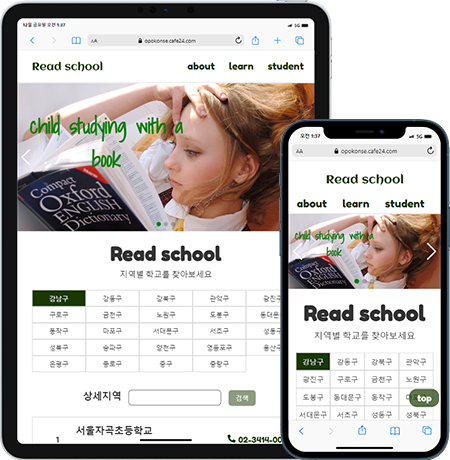 12월 금요일 오전 1:37
5G
AA
opokonse.cafe24.com
Read school
about learn student
child studying with a
book
Compact
Oxford
ENGLISH
Dictionary
Read school
지역별 학교를 찾아보세요
강남구 강동구 강북구 관악구 광진구
구로구 금천구 노원구 도봉구 동대문
동작구 마포구 서대문구 서초구 성동
성북구 송파구 양천구 영등포구 용산구
은평구 종로구 중구 중랑구
상세지역 검색
1 서울자곡초등학교
02-3414-00
오전 1:37
5G
AA
opokonse.cafe24.com
Read school
about learn student
child studying with a
book
Read school
지역별 학교를 찾아보세요
강남구 강동구 강북구 관악구
광진구 구로구 금천구 노원구
도봉구 동대문구 동작구
top
서대문구 서초구 성동구 성북구